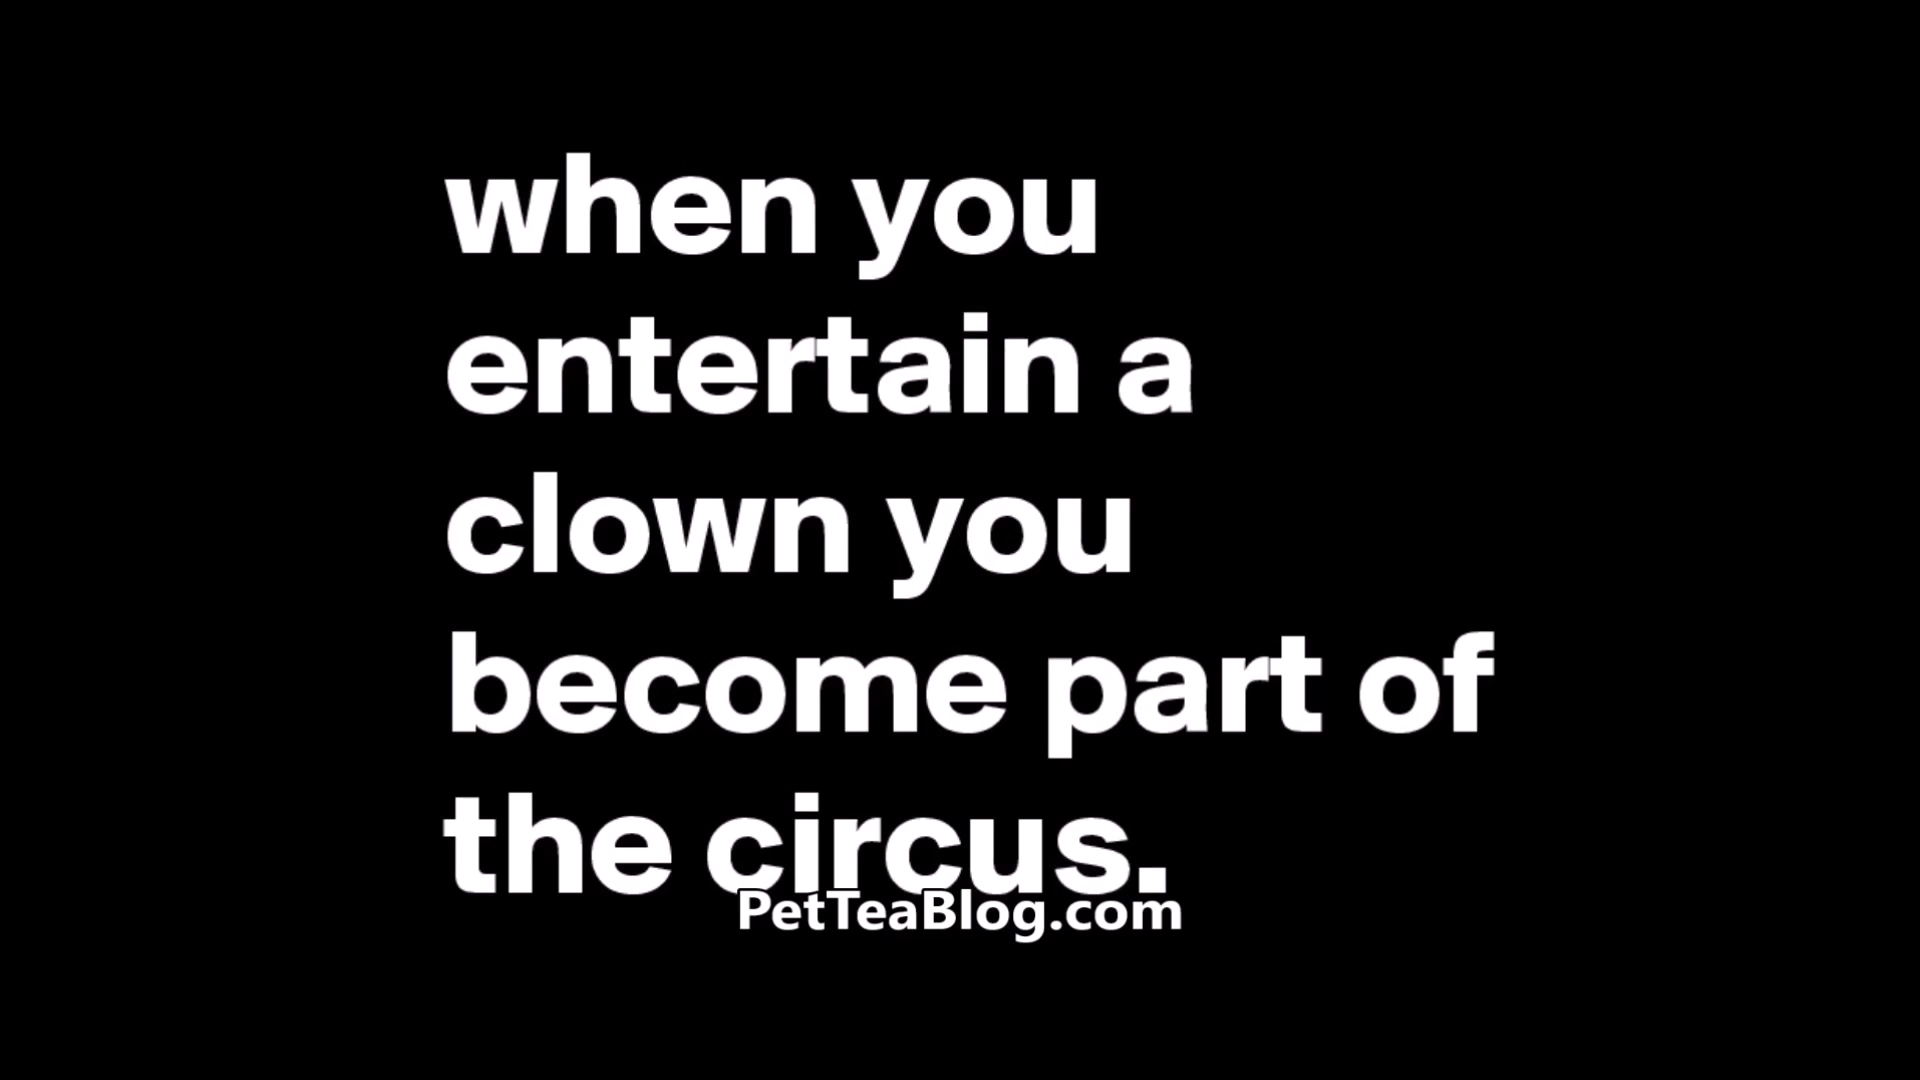 when you
entertain a
clown you
become part of
the circus.
PetTeaBlog.com